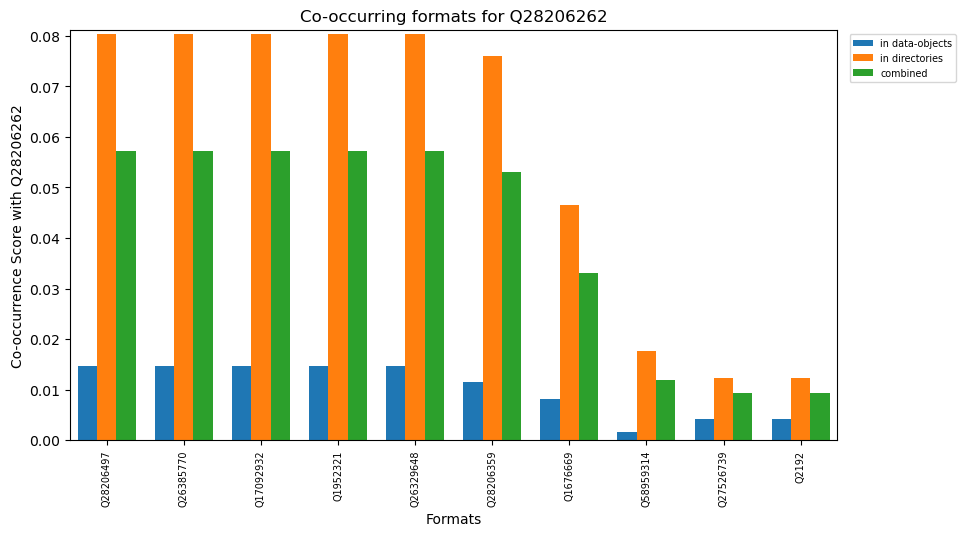 Co-occurring formats for Q28206262
in data-objects
in directories
combined
Co-occurrence Score with Q28206262
0.08
0.07
0.06
0.05
0.04
0.03
0.02
0.01
0.00
Q28206497
Q26385770
Q17092932
Q1952321
Q26329648
Q28206359
Q1676669
Q58959314
Q27526739
Q2192
Formats